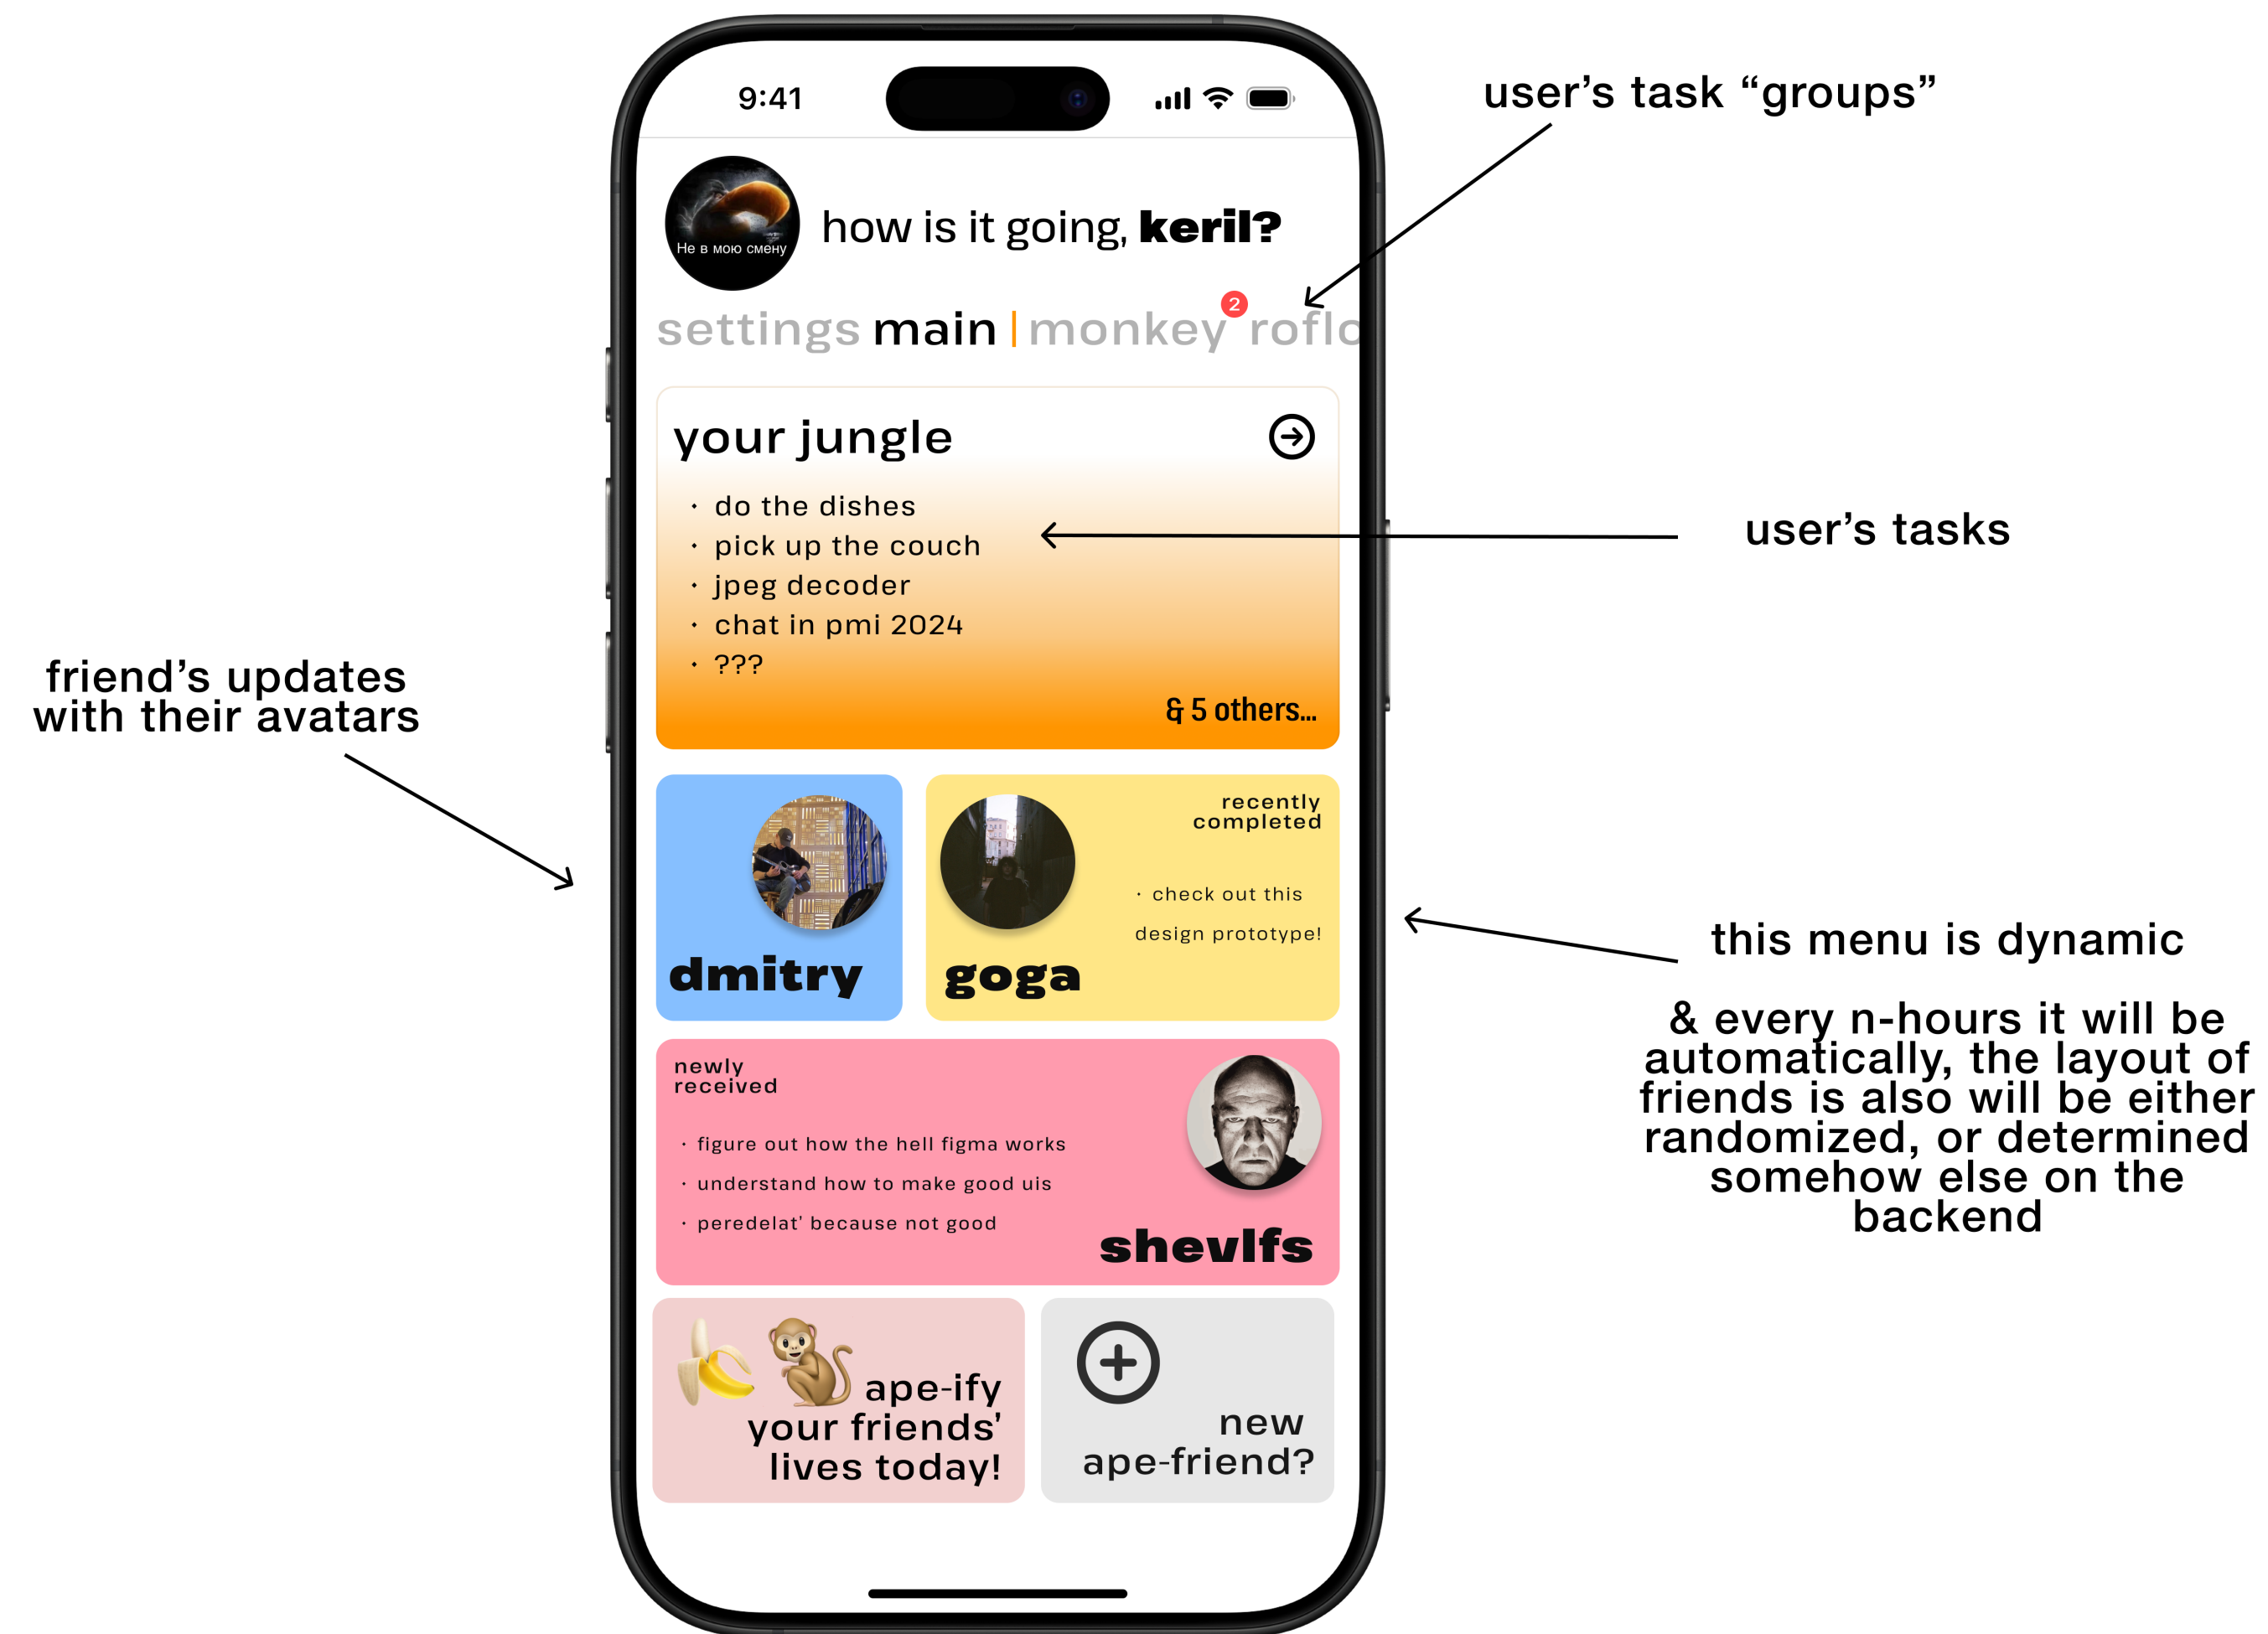 9:41
user’s task “groups”
Не в мою смену
how is it going, keril?
2
settings main | monkey roflo
your jungle
• do the dishes
• pick up the couch
• jpeg decoder
• chat in pmi 2024
• ???
& 5 others...
user’s tasks
friend’s updates
with their avatars
dmitry
recently
completed
• check out this
design prototype!
goga
newly
received
• figure out how the hell figma works
• understand how to make good uis
• peredelat’ because not good
shevlfs
this menu is dynamic
& every n-hours it will be
automatically, the layout of
friends is also will be either
randomized, or determined
somehow else on the
backend
ape-ify
your friends’
lives today!
new
ape-friend?